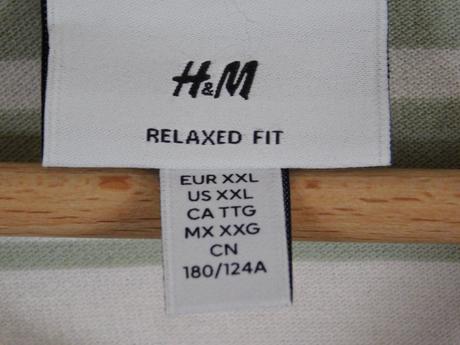 H&M
RELAXED FIT
EUR XXL
US XXL
CA TTG
MX XXG
CN
180/124A